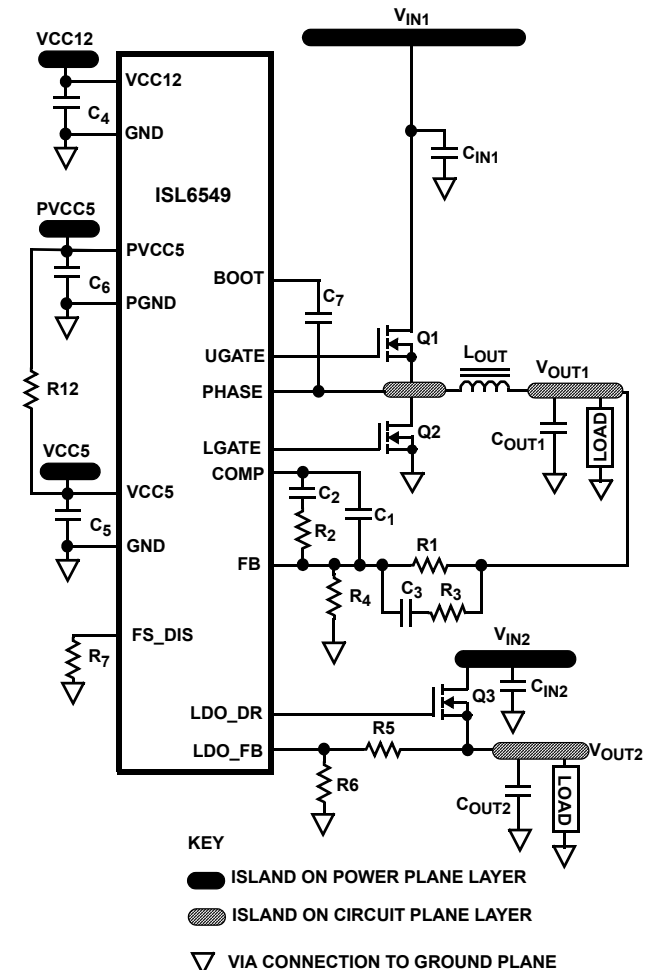 VIN1
VCC12
VCC12
C4
GND
CIN1
ISL6549
PVCC5
PVCC5
C6
PGND
BOOT
C7
Q1
UGATE
LOUT
VOUT1
PHASE
R12
Q2
LGATE
COUT1
LOAD
VCC5
COMP
VCC5
C2
C1
C5
R2
GND
R1
FB
R4
C3
R3
FS_DIS
R7
VIN2
Q3
CIN2
LDO_DR
R5
LDO_FB
VOUT2
R6
COUT2
LOAD
KEY
ISLAND ON POWER PLANE LAYER
ISLAND ON CIRCUIT PLANE LAYER
VIA CONNECTION TO GROUND PLANE